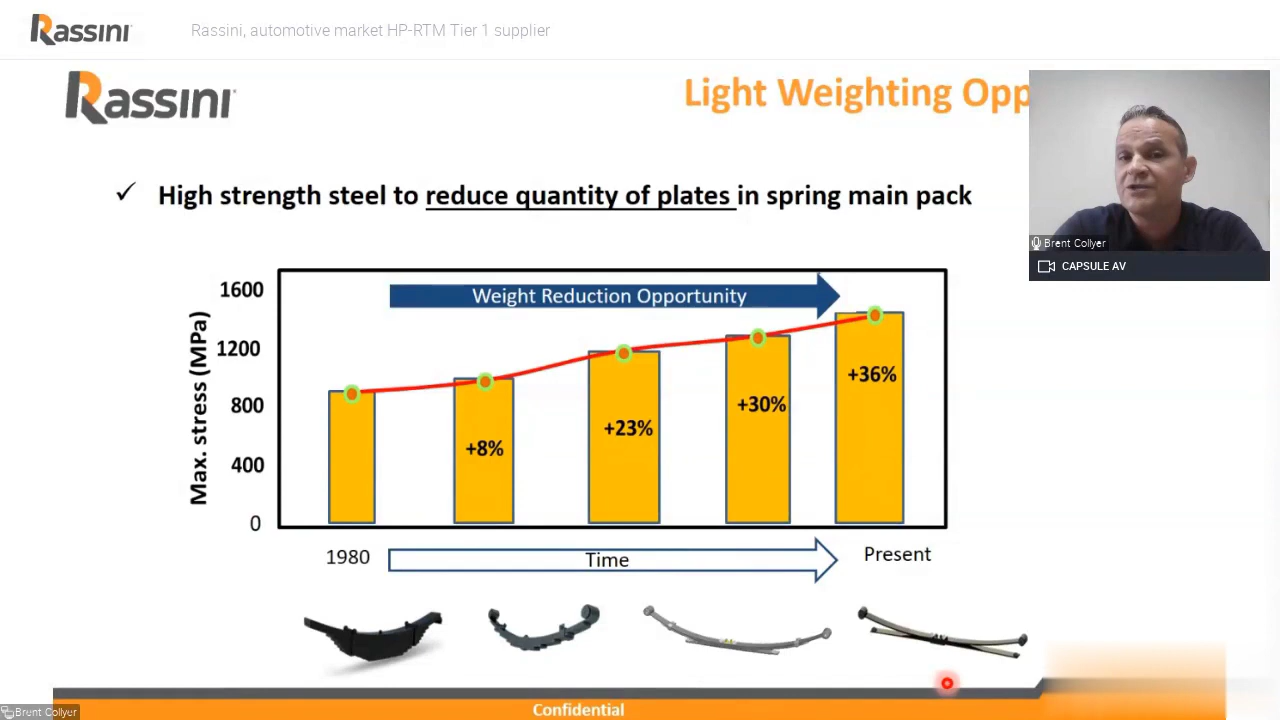 Rassini
Rassini, automotive market HP-RTM Tier 1 supplier
Rassini
Light Weighting Opp
✓ High strength steel to reduce quantity of plates in spring main pack
Brent Collyer
CAPSULE AV
Max. stress (MPa)
1600
1200
800
400
0
Weight Reduction Opportunity
+8%
+23%
+30%
+36%
1980
Time
Present
Confidential
Brent Collyer